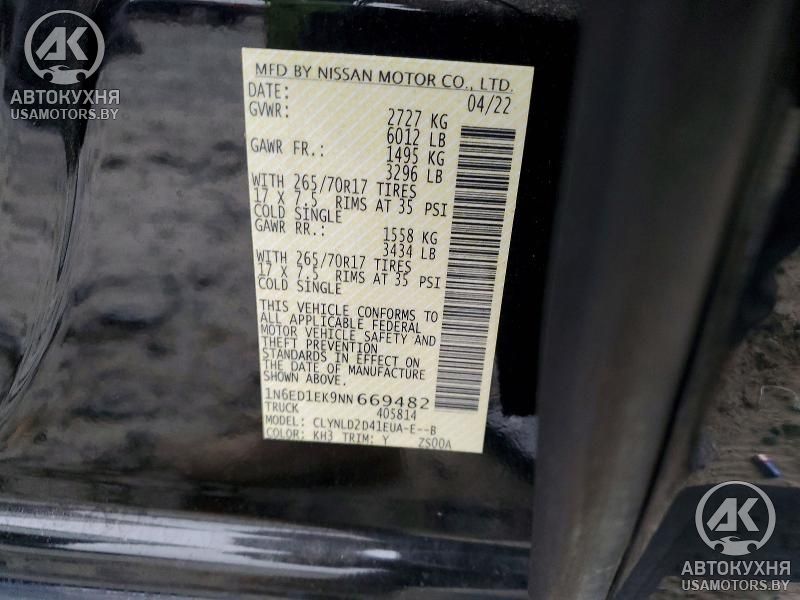 АК
АВТОКУХНЯ
USAMOTORS.BY
MFD BY NISSAN MOTOR CO., LTD.
DATE: 04/22
GVWR: 2727 KG
6012 LB
GAWR FR.: 1495 KG
3296 LB
WITH 265/70R17 TIRES
17 X 7.5 RIMS AT 35 PSI
COLD SINGLE
GAWR RR.: 1558 KG
3434 LB
WITH 265/70R17 TIRES
17 X 7.5 RIMS AT 35 PSI
COLD SINGLE
THIS VEHICLE CONFORMS TO
ALL APPLICABLE FEDERAL
MOTOR VEHICLE SAFETY AND
THEFT PREVENTION
STANDARDS IN EFFECT ON
THE DATE OF MANUFACTURE
SHOWN ABOVE.
1N6ED1EK9NN669482
TRUCK 405814
MODEL: CLYNLD2D41EUA-E--B
COLOR: KH3 TRIM: Y ZS00A
АК
АВТОКУХНЯ
USAMOTORS.BY